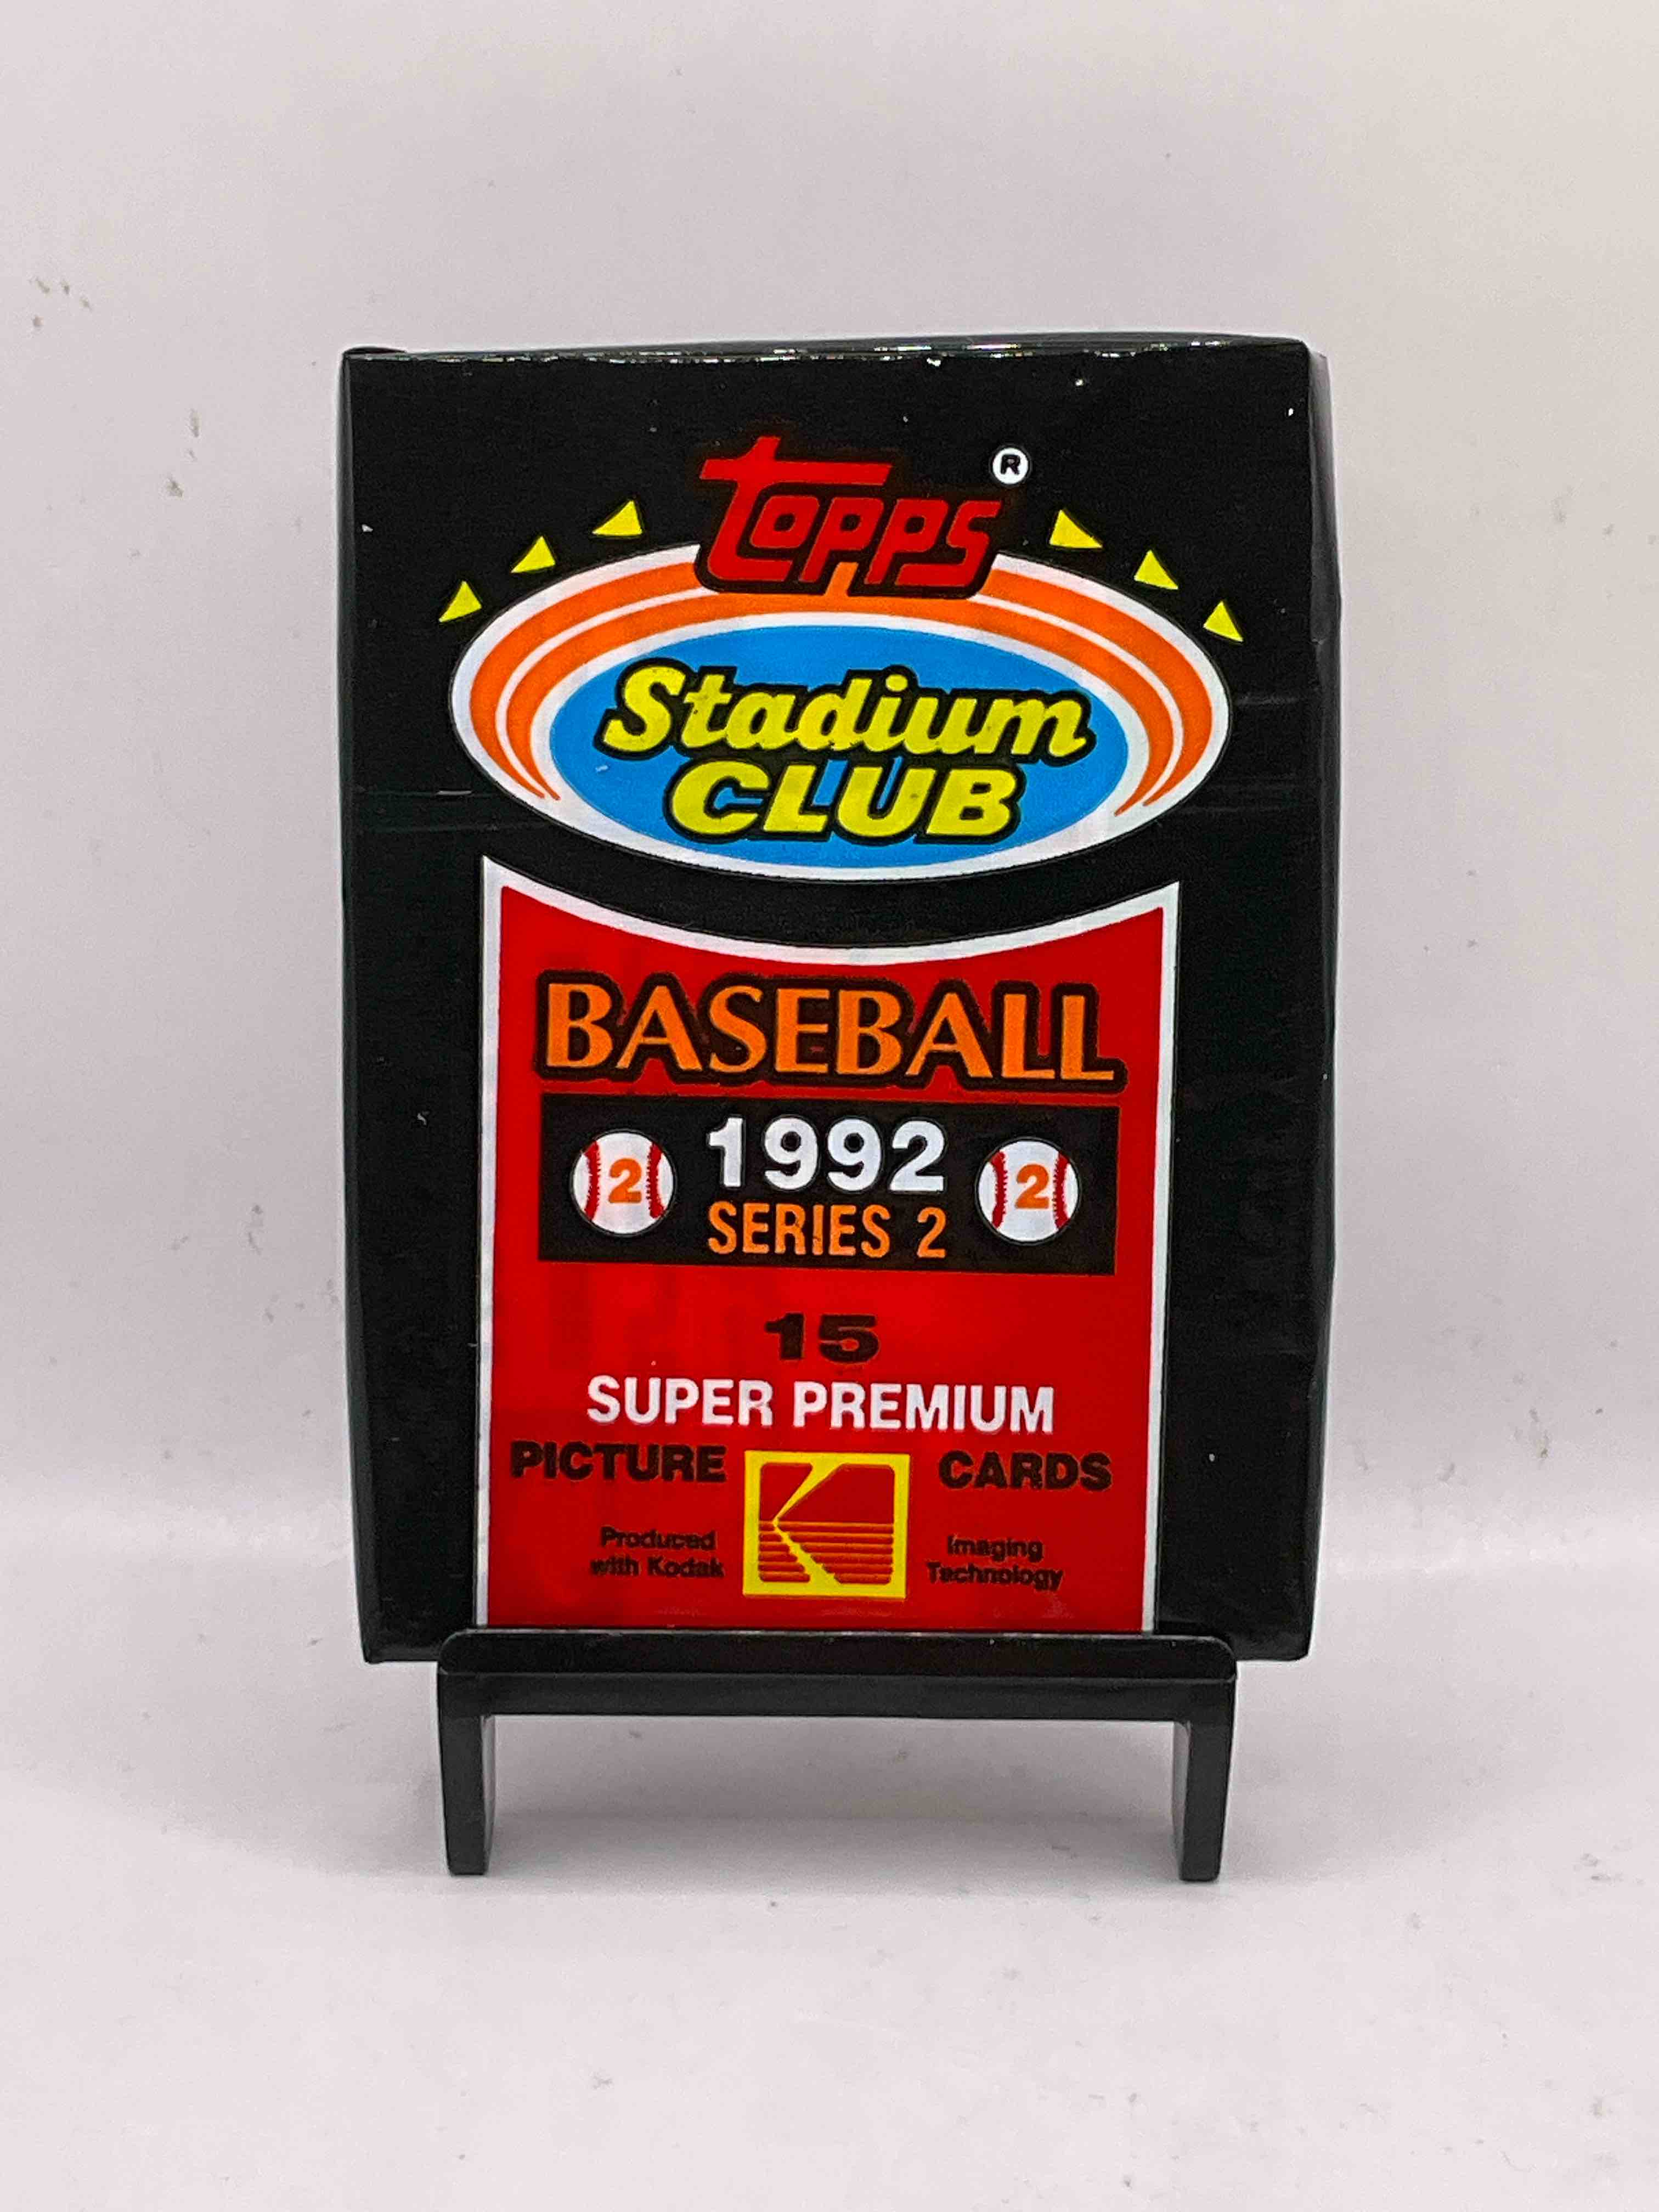 Topps ®
Stadium
CLUB
BASEBALL
2 1992 2
SERIES 2
15
SUPER PREMIUM
PICTURE CARDS
Produced Imaging
with Kodak Technology